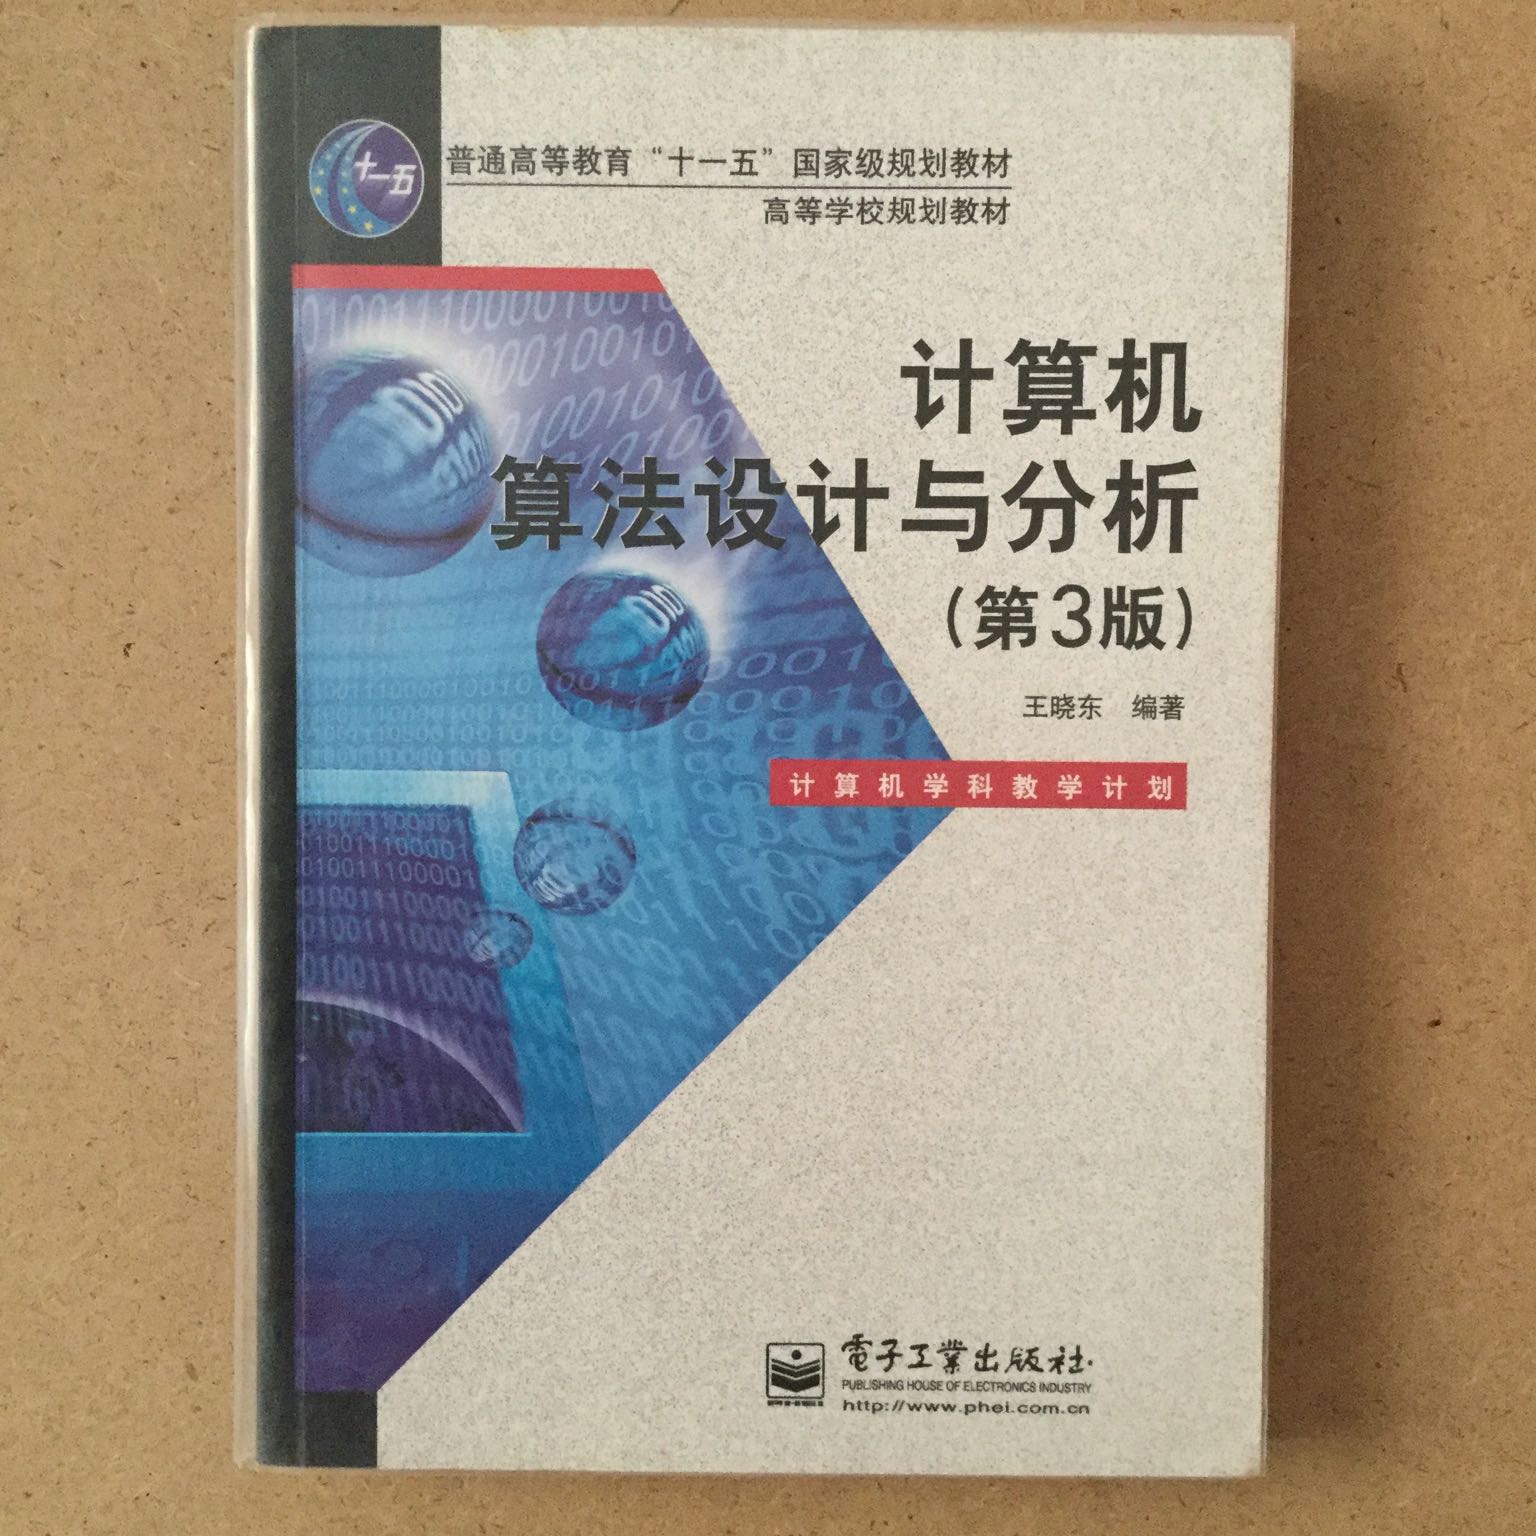 十一五
普通高等教育“十一五”国家级规划教材
高等学校规划教材
计算机
算法设计与分析
(第3版)
王晓东 编著
计算机学科教学计划
電子工業出版社·
PUBLISHING HOUSE OF ELECTRONICS INDUSTRY
http://www.phei.com.cn